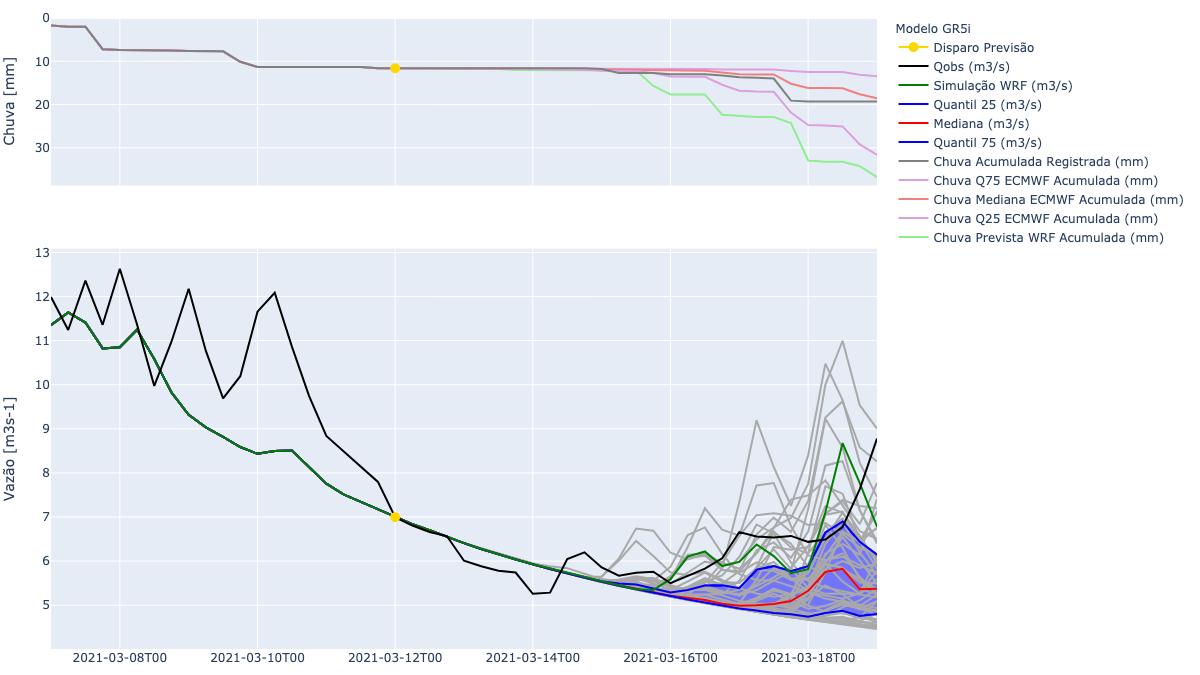 0
10
20
30
Chuva [mm]
Modelo GR5i
Disparo Previsão
Qobs (m3/s)
Simulação WRF (m3/s)
Quantil 25 (m3/s)
Mediana (m3/s)
Quantil 75 (m3/s)
Chuva Acumulada Registrada (mm)
Chuva Q75 ECMWF Acumulada (mm)
Chuva Mediana ECMWF Acumulada (mm)
Chuva Q25 ECMWF Acumulada (mm)
Chuva Prevista WRF Acumulada (mm)
13
12
11
10
9
8
7
6
5
Vazão [m3s-1]
2021-03-08T00
2021-03-10T00
2021-03-12T00
2021-03-14T00
2021-03-16T00
2021-03-18T00